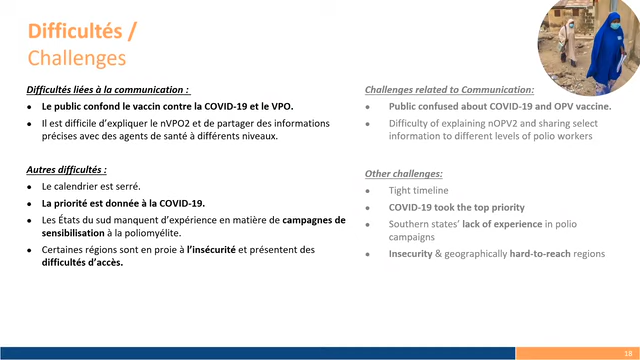 Difficultés /
Challenges
Difficultés liées à la communication :
● Le public confond le vaccin contre la COVID-19 et le VPO.
● Il est difficile d'expliquer le nVPO2 et de partager des informations
précises avec des agents de santé à différents niveaux.
Autres difficultés :
● Le calendrier est serré.
● La priorité est donnée à la COVID-19.
● Les États du sud manquent d'expérience en matière de campagnes de
sensibilisation à la poliomyélite.
● Certaines régions sont en proie à l'insécurité et présentent des
difficultés d'accès.
Challenges related to Communication:
● Public confused about COVID-19 and OPV vaccine.
● Difficulty of explaining nOPV2 and sharing select
information to different levels of polio workers
Other challenges:
● Tight timeline
● COVID-19 took the top priority
● Southern states' lack of experience in polio
campaigns
● Insecurity & geographically hard-to-reach regions
18